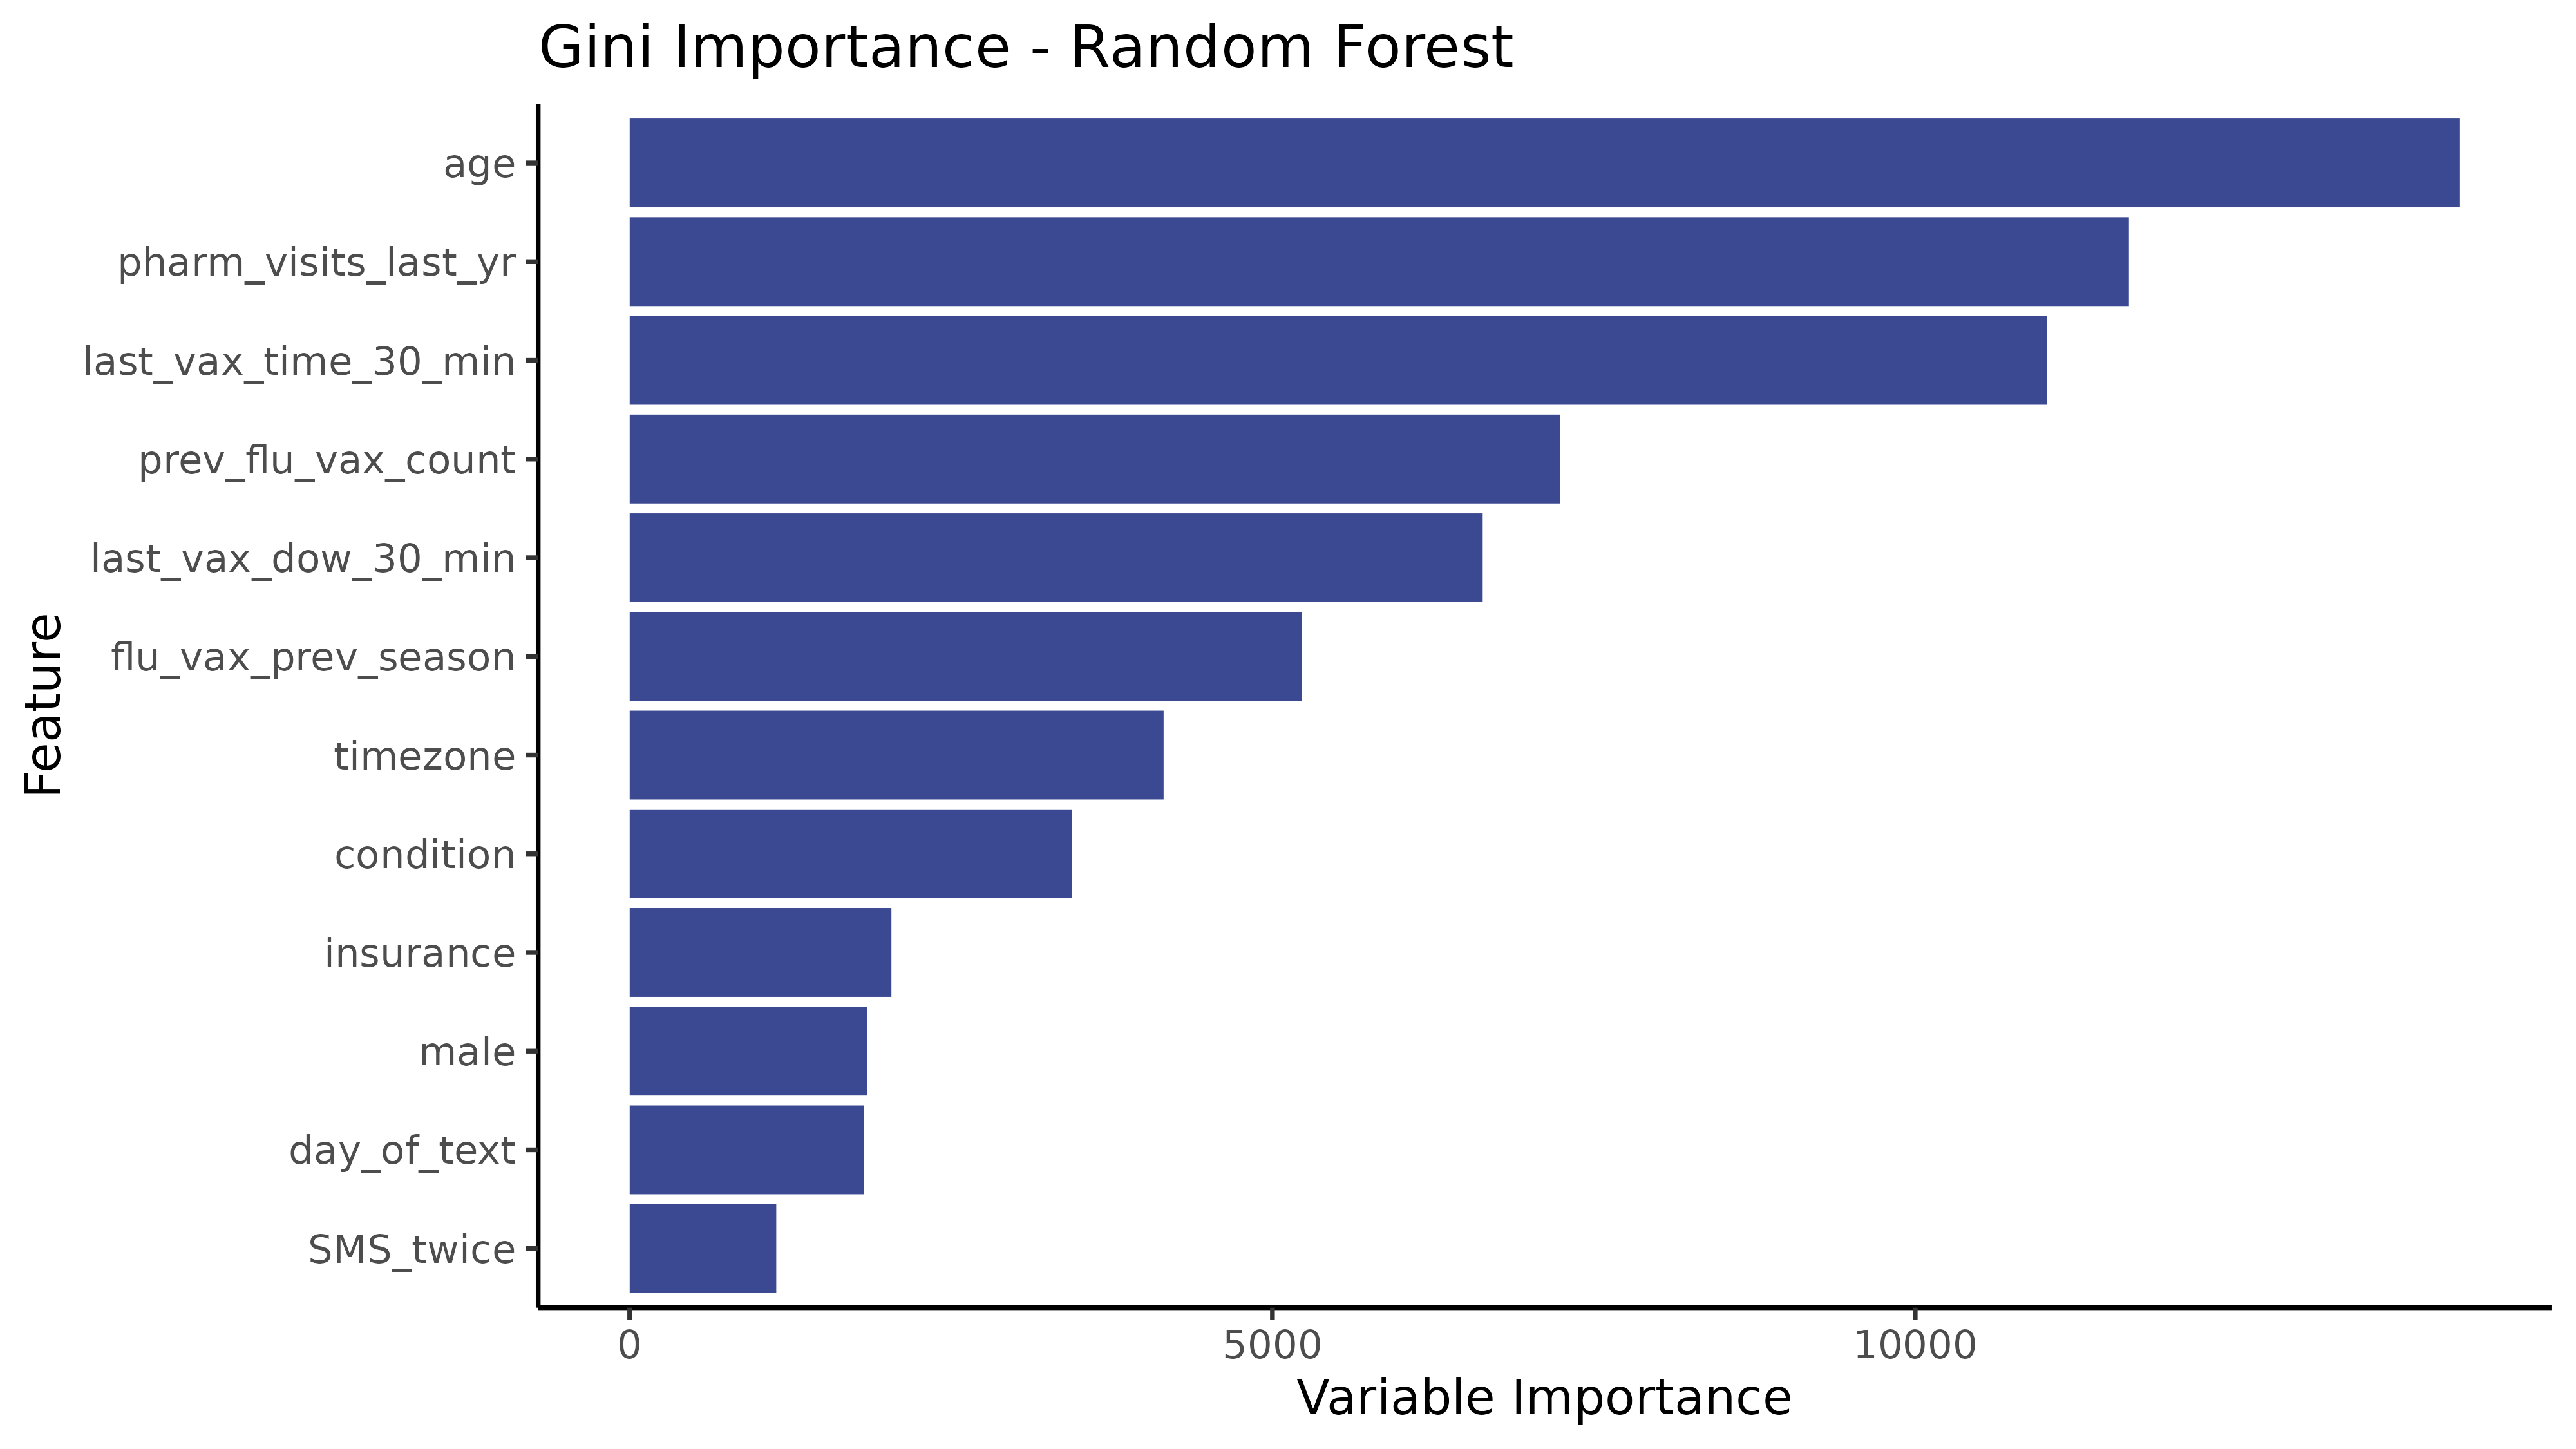 Gini Importance - Random Forest
age
pharm_visits_last_yr
last_vax_time_30_min
prev_flu_vax_count
last_vax_dow_30_min
flu_vax_prev_season
timezone
condition
insurance
male
day_of_text
SMS_twice
Feature
0 5000 10000
Variable Importance